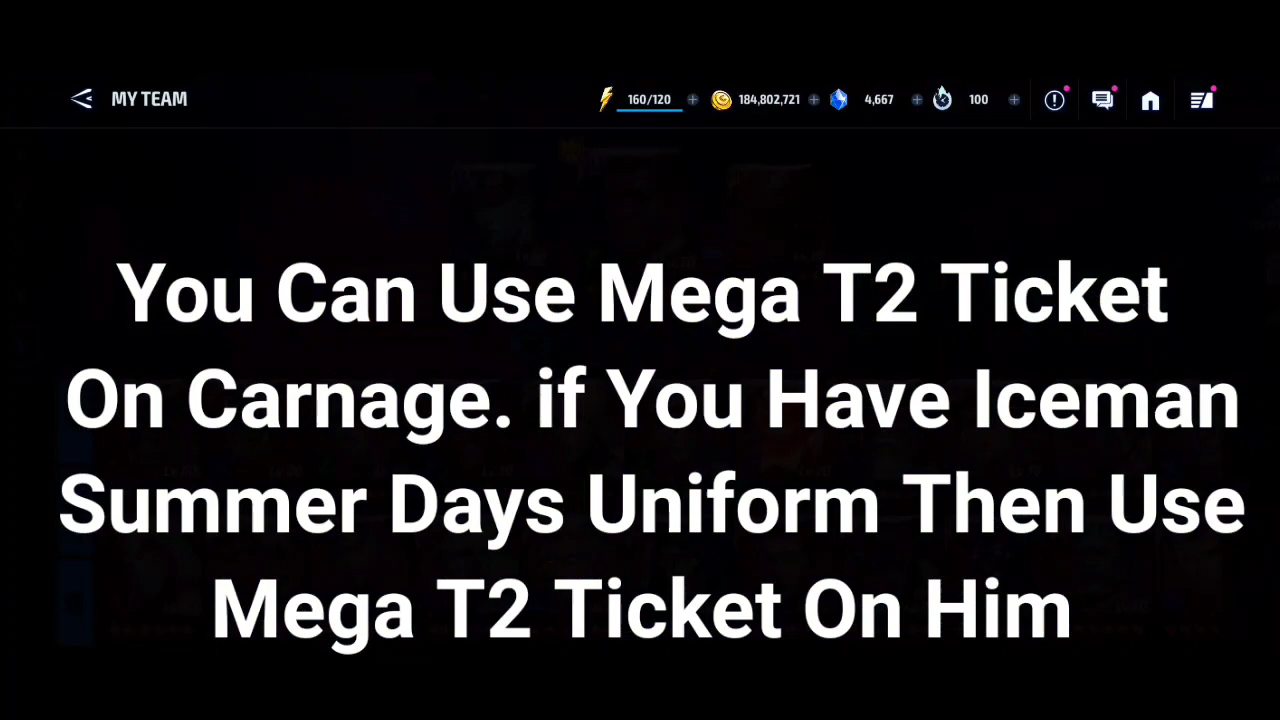 MY TEAM
160/120
184,802,721
4,667
100
You Can Use Mega T2 Ticket
On Carnage. if You Have Iceman
Summer Days Uniform Then Use
Mega T2 Ticket On Him